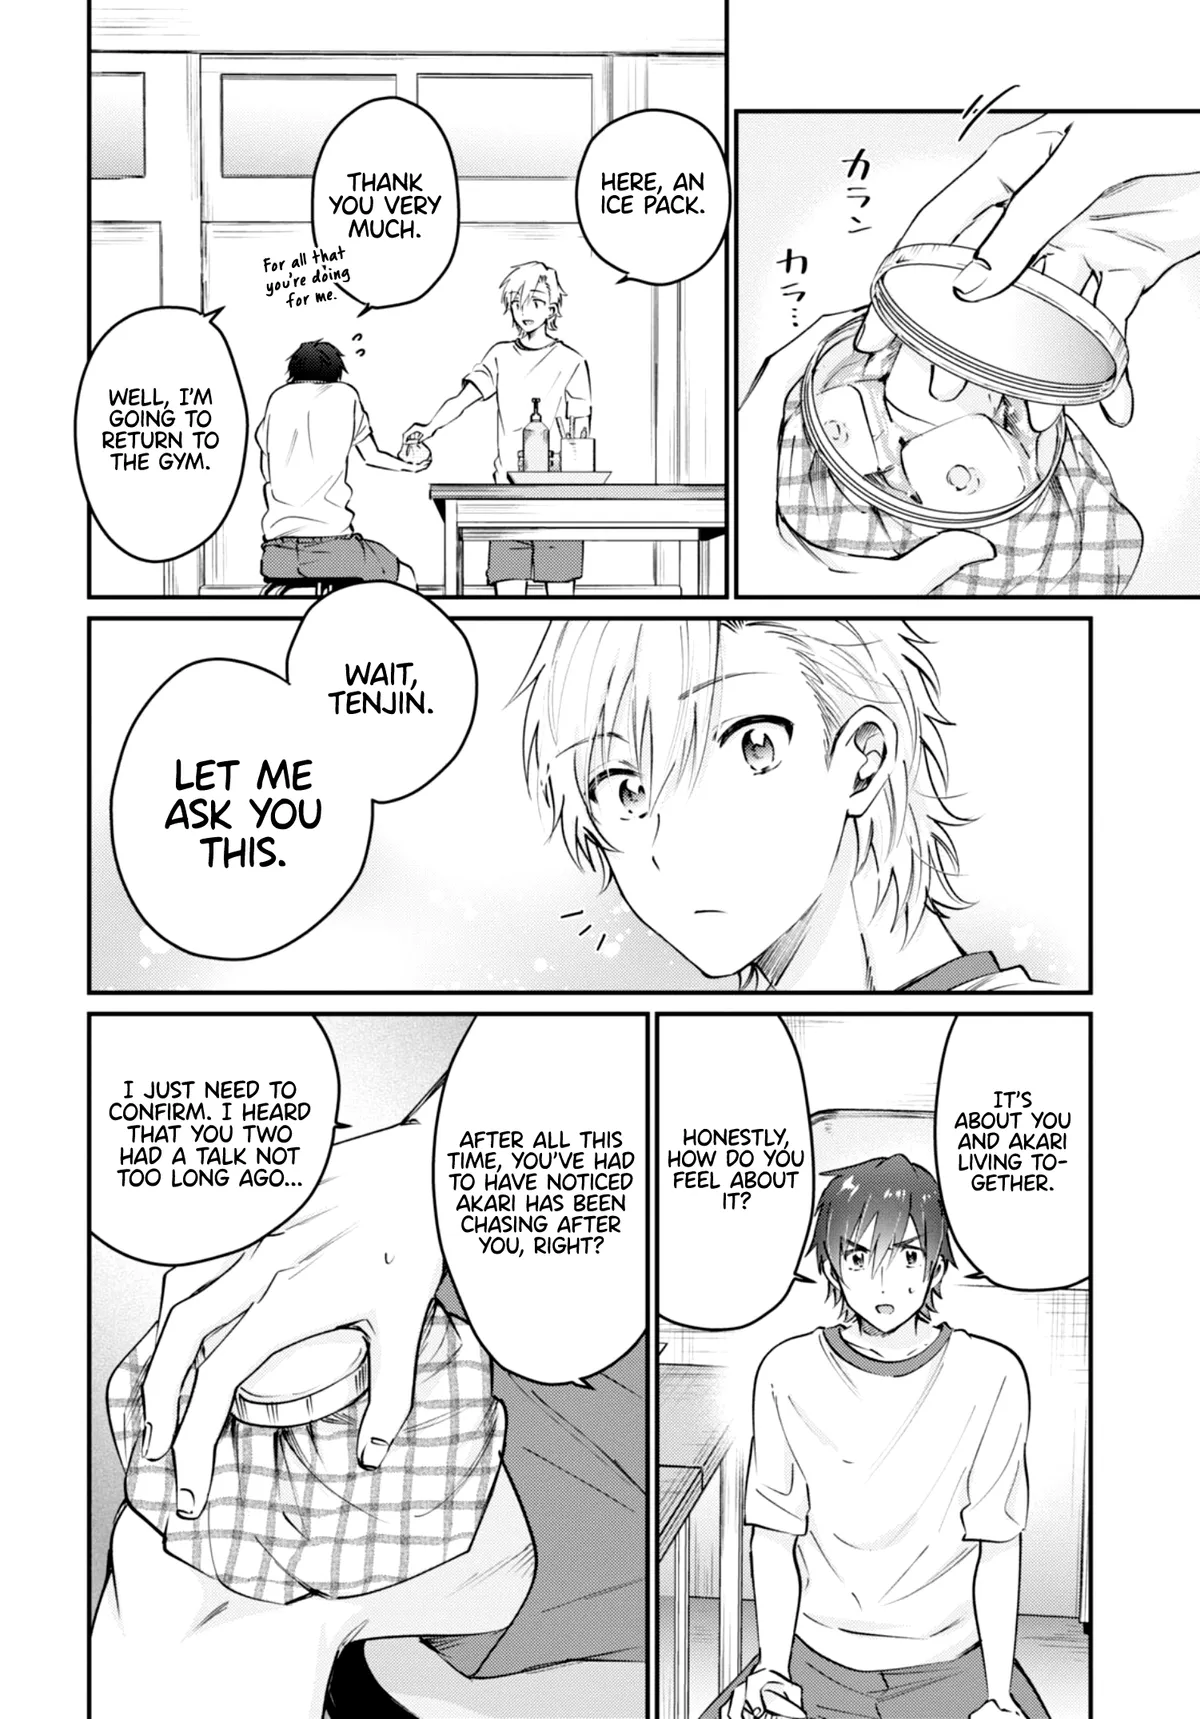 カラン
カラ…
HERE, AN
ICE PACK.
THANK
YOU VERY
MUCH.
For all that
you're doing
for me.
WELL, I'M
GOING TO
RETURN TO
THE GYM.
WAIT,
TENJIN.
LET ME
ASK YOU
THIS.
IT'S
ABOUT YOU
AND AKARI
LIVING TO-
GETHER.
HONESTLY,
HOW DO YOU
FEEL ABOUT
IT?
AFTER ALL THIS
TIME, YOU'VE HAD
TO HAVE NOTICED
AKARI HAS BEEN
CHASING AFTER
YOU, RIGHT?
I JUST NEED TO
CONFIRM. I HEARD
THAT YOU TWO
HAD A TALK NOT
TOO LONG AGO...